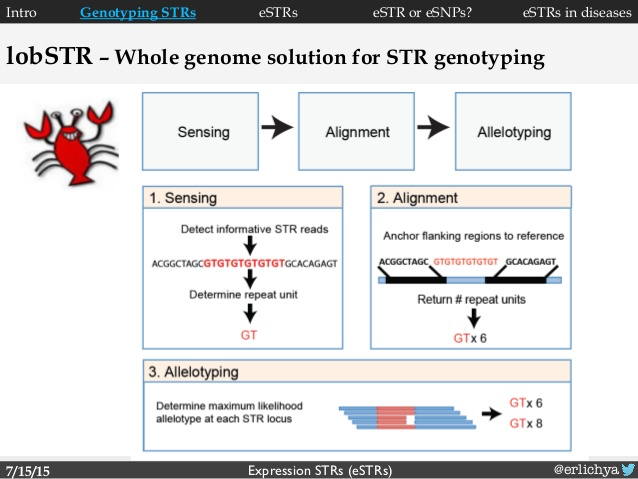 Intro Genotyping STRs eSTRs eSTR or eSNPs? eSTRs in diseases
lobSTR – Whole genome solution for STR genotyping
Sensing Alignment Allelotyping
1. Sensing
Detect informative STR reads
ACGGCTAGCGTGTGTGTGTGTGCACAGAGT
Determine repeat unit
GT
2. Alignment
Anchor flanking regions to reference
ACGGCTAGC GTGTGTGTGTGT GCACAGAGT
Return # repeat units
GTx 6
3. Allelotyping
Determine maximum likelihood
allelotype at each STR locus
GTx 6
GTx 8
7/15/15 Expression STRs (eSTRs) @erlichya